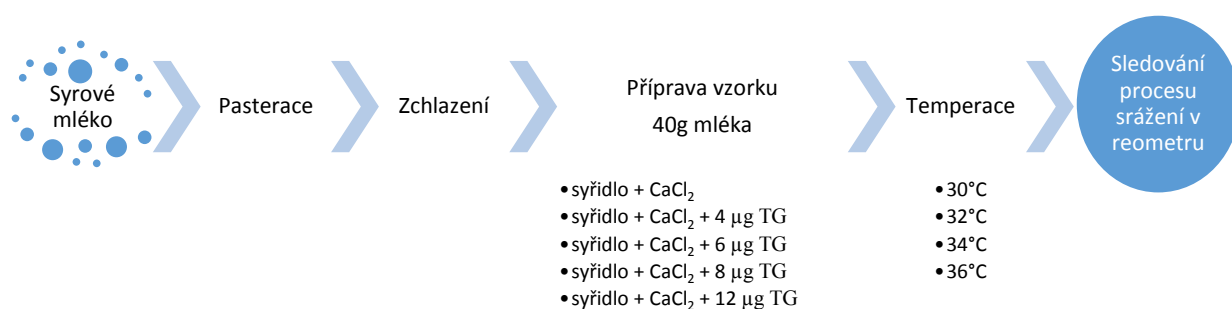 Syrové
mléko
Pasterace
Zchlazení
Příprava vzorku
40g mléka
•syřidlo + CaCl₂
•syřidlo + CaCl₂ + 4 µg TG
•syřidlo + CaCl₂ + 6 µg TG
•syřidlo + CaCl₂ + 8 µg TG
•syřidlo + CaCl₂ + 12 µg TG
Temperace
•30°C
•32°C
•34°C
•36°C
Sledování
procesu
srážení v
reometru